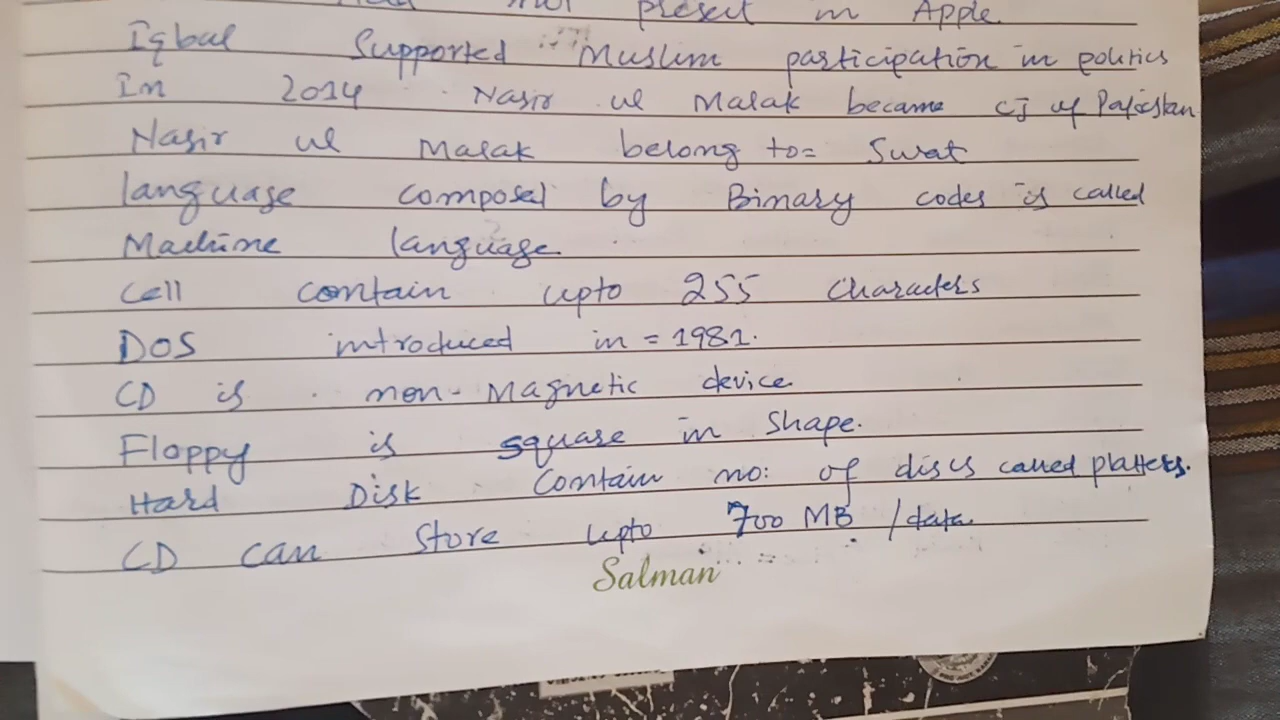 not present in Apple
Iqbal Supported Muslim participation in politics
In 2014 Nasir ul Malak became CJ of Pakistan
Nasir ul Malak belong to= Swat
language composed by Binary codes is called
Machine language.
Cell contain upto 255 characters
DOS introduced in = 1981.
CD is non-Magnetic device.
Floppy is square in shape.
Hard Disk Contain no: of discs called platters.
CD can Store upto 700 MB /data
Salman